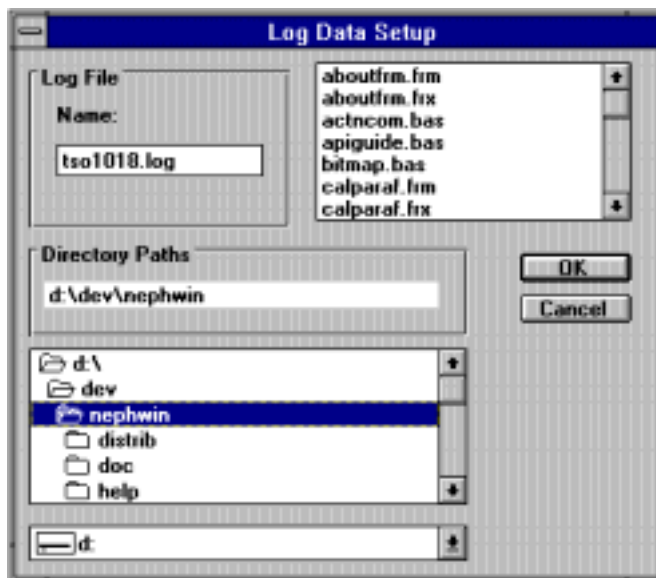 Log Data Setup
Log File
Name:
tso1018.log
aboutfrm.frm
aboutfrm.frx
actncom.bas
apiguide.bas
bitmap.bas
calparaf.frm
calparaf.frx
Directory Paths
d:\dev\nephwin
OK
Cancel
d:\
dev
nephwin
distrib
doc
help
d: